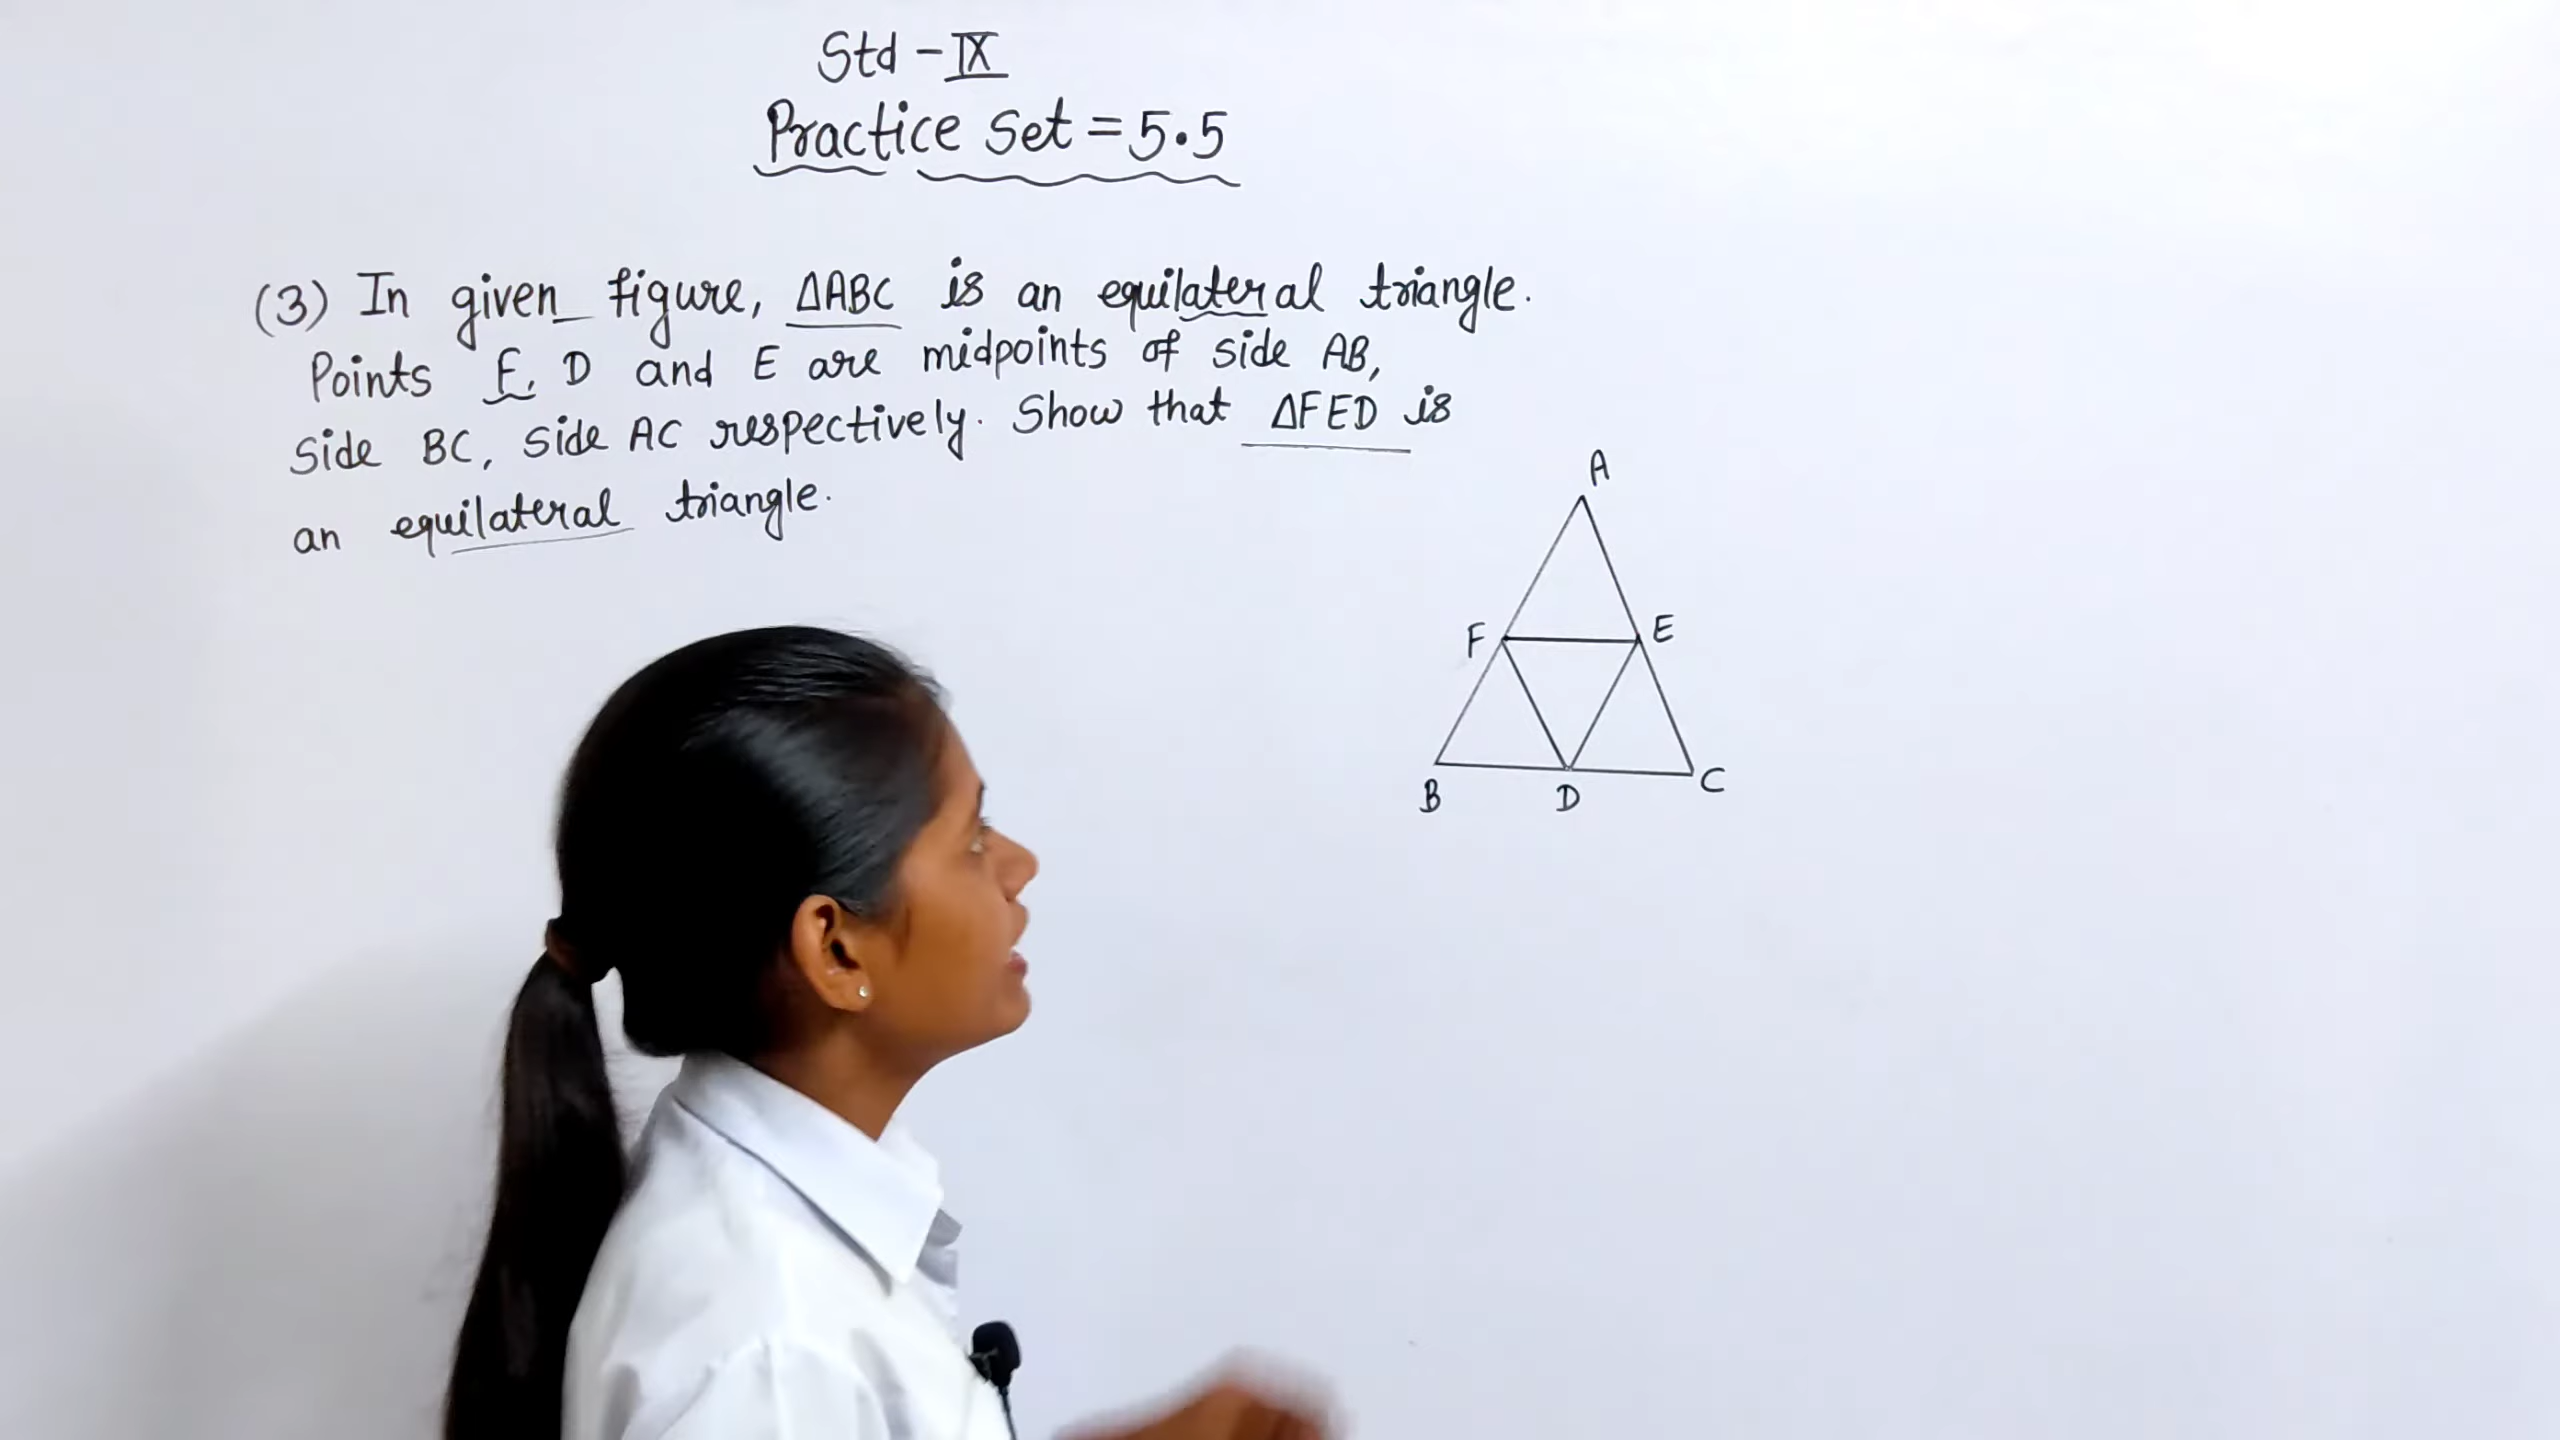 Std - IX
Practice Set = 5.5
(3) In given figure, ΔABC is an equilateral triangle.
Points F, D and E are midpoints of side AB,
Side BC, Side AC respectively. Show that ΔFED is
an equilateral triangle.
A
F E
B D C